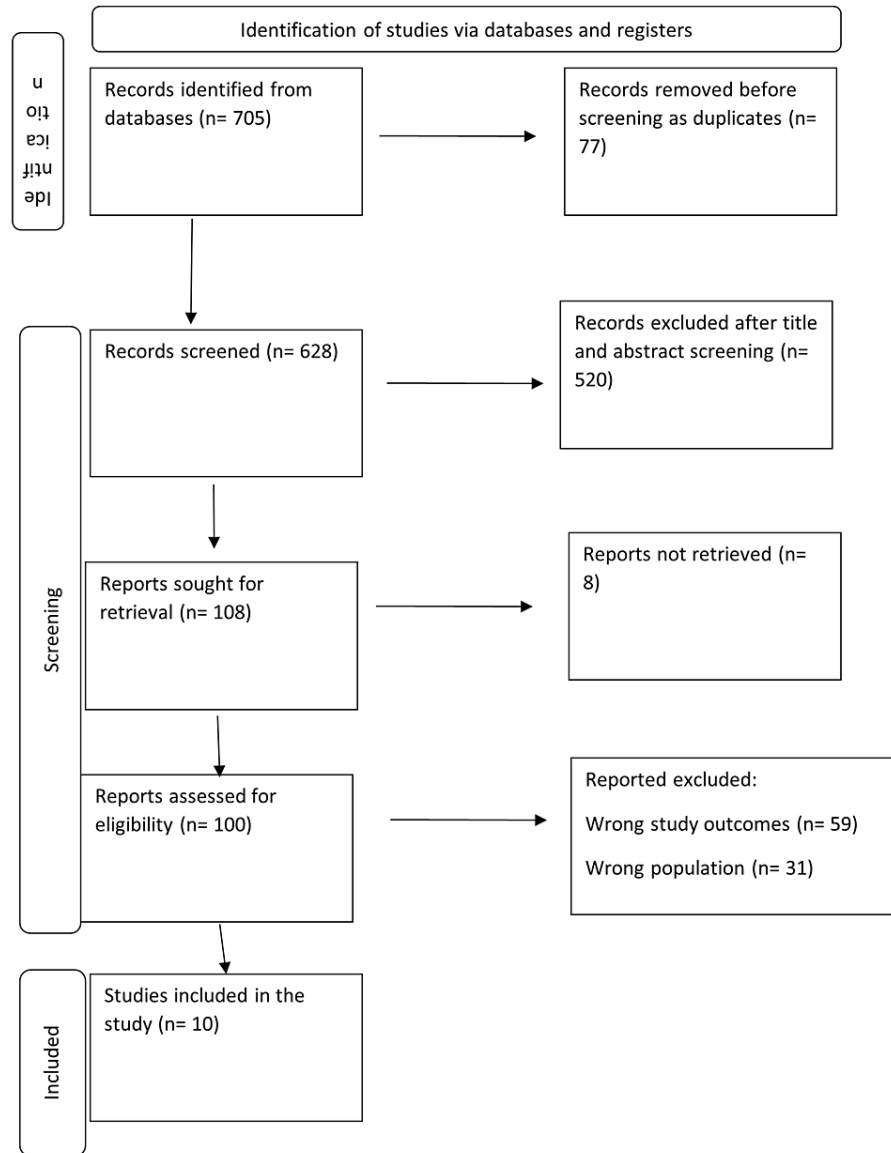 Identification of studies via databases and registers
Ide
ntif
ica
tio
n
Records identified from
databases (n= 705)
Records removed before
screening as duplicates (n=
77)
Screening
Records screened (n= 628)
Records excluded after title
and abstract screening (n=
520)
Reports sought for
retrieval (n= 108)
Reports not retrieved (n=
8)
Reports assessed for
eligibility (n= 100)
Reported excluded:
Wrong study outcomes (n= 59)
Wrong population (n= 31)
Included
Studies included in the
study (n= 10)